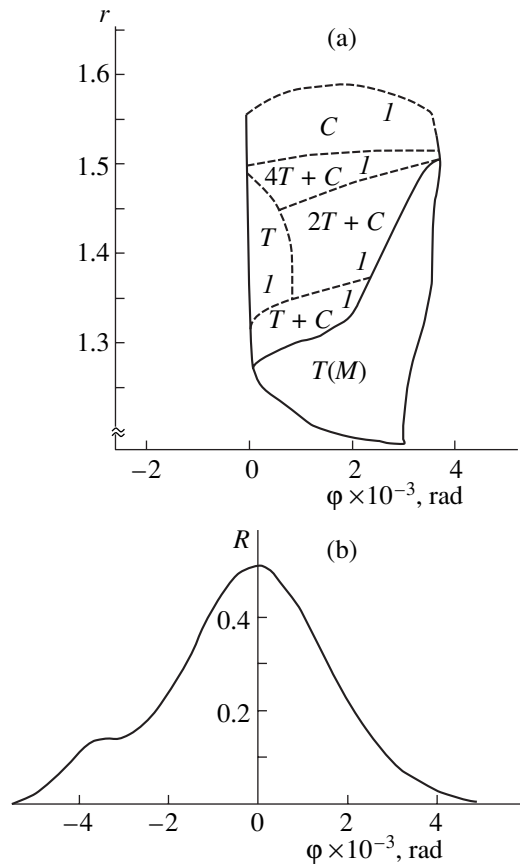 r
(a)
1.6
1
C
1.5
4T + C 1
2T + C
T
1.4
1
1
T + C
1.3
T(M)
−2 0 2 4
φ × 10⁻³, rad
R (b)
0.4
0.2
−4 −2 0 2 4
φ × 10⁻³, rad